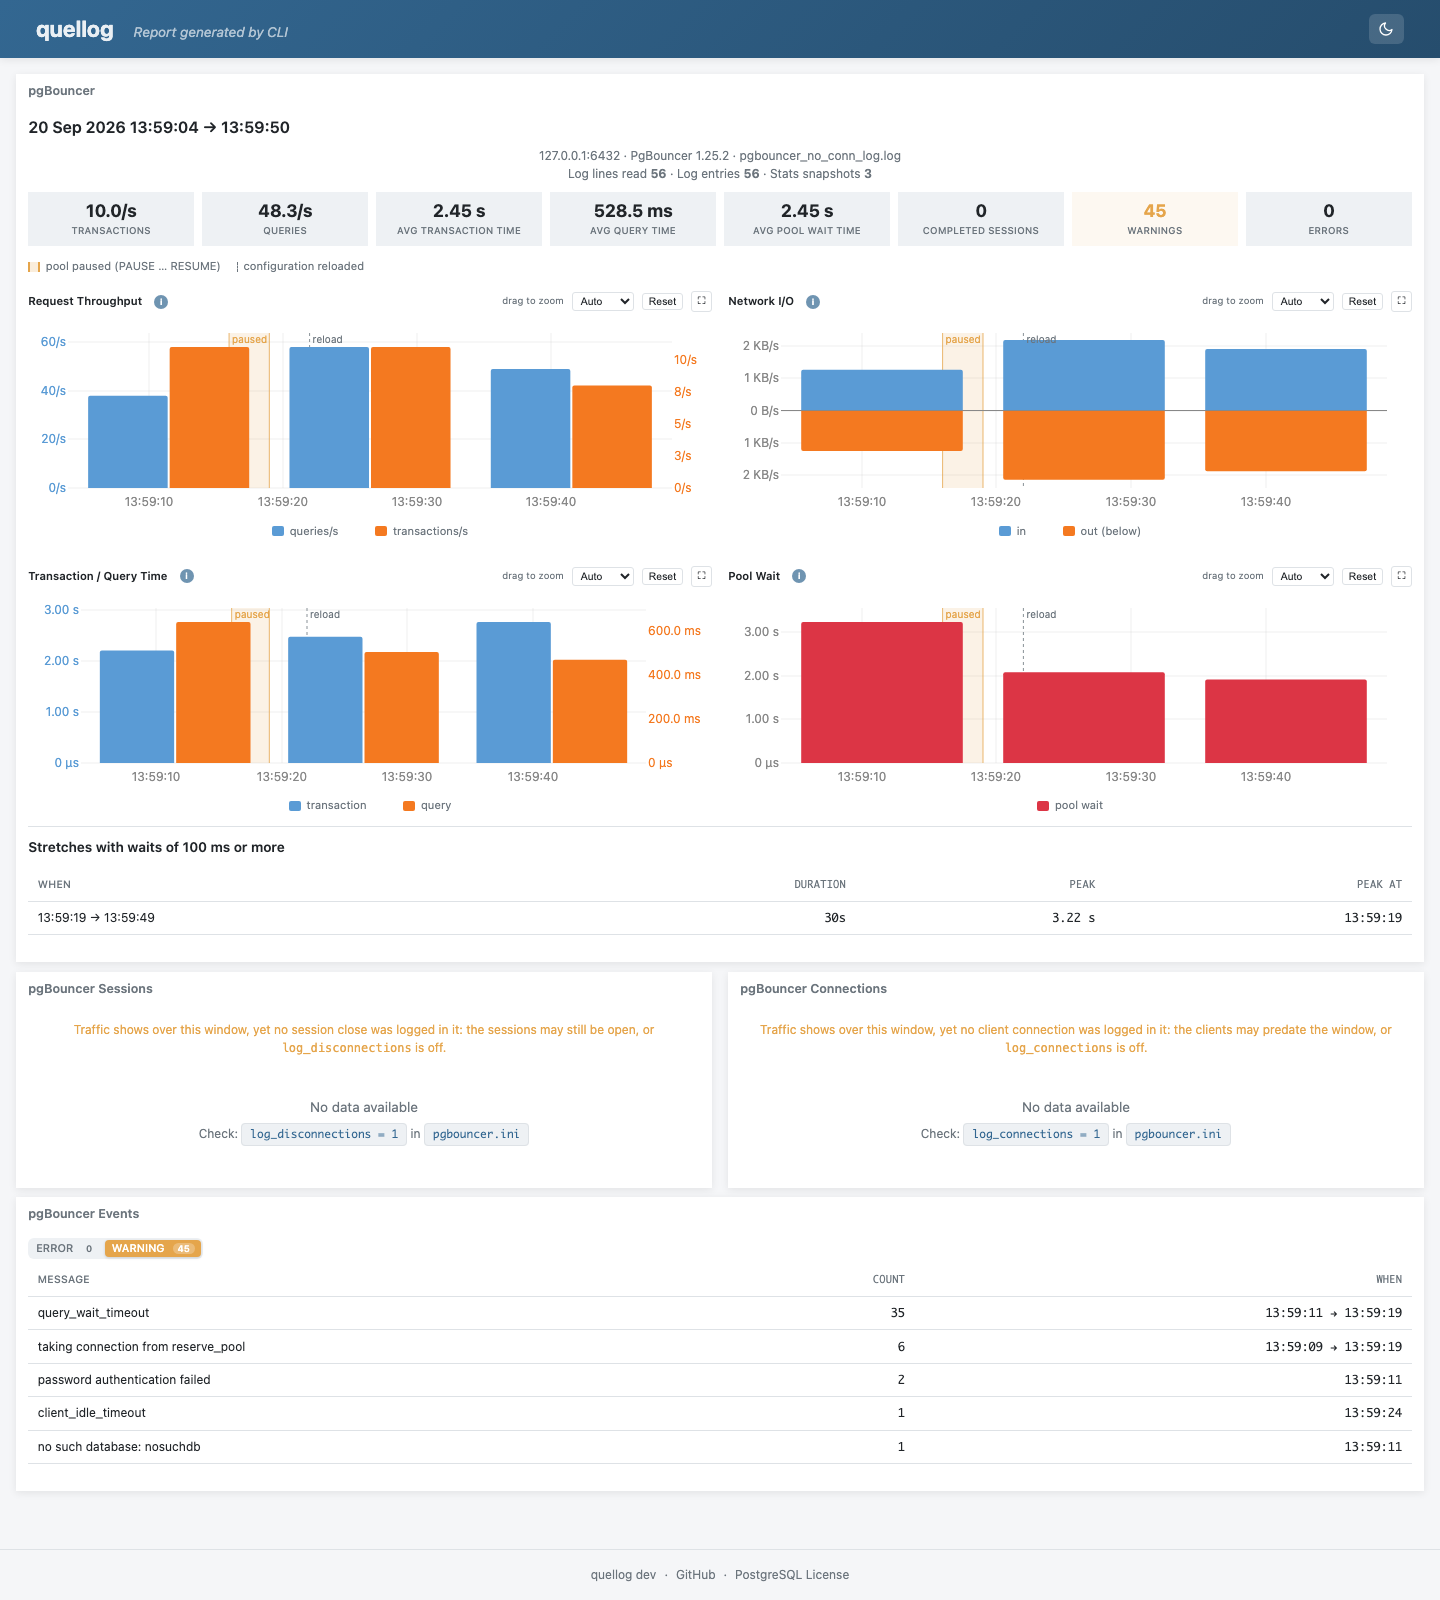 quellog Report generated by CLI
pgBouncer
20 Sep 2026 13:59:04 → 13:59:50
127.0.0.1:6432 · PgBouncer 1.25.2 · pgbouncer_no_conn_log.log
Log lines read 56 · Log entries 56 · Stats snapshots 3
10.0/s
TRANSACTIONS
48.3/s
QUERIES
2.45 s
AVG TRANSACTION TIME
528.5 ms
AVG QUERY TIME
2.45 s
AVG POOL WAIT TIME
0
COMPLETED SESSIONS
45
WARNINGS
0
ERRORS
pool paused (PAUSE ... RESUME) configuration reloaded
Request Throughput i drag to zoom Auto Reset
paused reload
60/s
40/s
20/s
0/s
10/s
8/s
5/s
3/s
0/s
13:59:10 13:59:20 13:59:30 13:59:40
queries/s transactions/s
Network I/O i drag to zoom Auto Reset
paused reload
2 KB/s
1 KB/s
0 B/s
1 KB/s
2 KB/s
13:59:10 13:59:20 13:59:30 13:59:40
in out (below)
Transaction / Query Time i drag to zoom Auto Reset
paused reload
3.00 s
2.00 s
1.00 s
0 µs
600.0 ms
400.0 ms
200.0 ms
0 µs
13:59:10 13:59:20 13:59:30 13:59:40
transaction query
Pool Wait i drag to zoom Auto Reset
paused reload
3.00 s
2.00 s
1.00 s
0 µs
13:59:10 13:59:20 13:59:30 13:59:40
pool wait
Stretches with waits of 100 ms or more
WHEN DURATION PEAK PEAK AT
13:59:19 → 13:59:49 30s 3.22 s 13:59:19
pgBouncer Sessions
Traffic shows over this window, yet no session close was logged in it: the sessions may still be open, or
log_disconnections is off.
No data available
Check: log_disconnections = 1 in pgbouncer.ini
pgBouncer Connections
Traffic shows over this window, yet no client connection was logged in it: the clients may predate the window, or
log_connections is off.
No data available
Check: log_connections = 1 in pgbouncer.ini
pgBouncer Events
ERROR 0 WARNING 45
MESSAGE COUNT WHEN
query_wait_timeout 35 13:59:11 → 13:59:19
taking connection from reserve_pool 6 13:59:09 → 13:59:19
password authentication failed 2 13:59:11
client_idle_timeout 1 13:59:24
no such database: nosuchdb 1 13:59:11
quellog dev · GitHub · PostgreSQL License